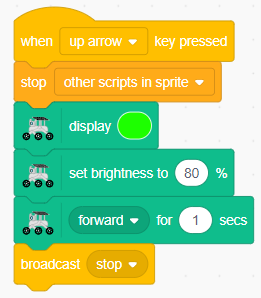 when up arrow key pressed
stop other scripts in sprite
display
set brightness to 80 %
forward for 1 secs
broadcast stop